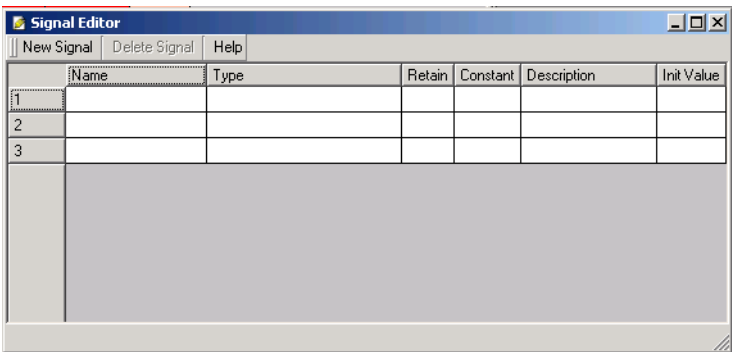 Signal Editor
New Signal Delete Signal Help
Name Type Retain Constant Description Init Value
1
2
3